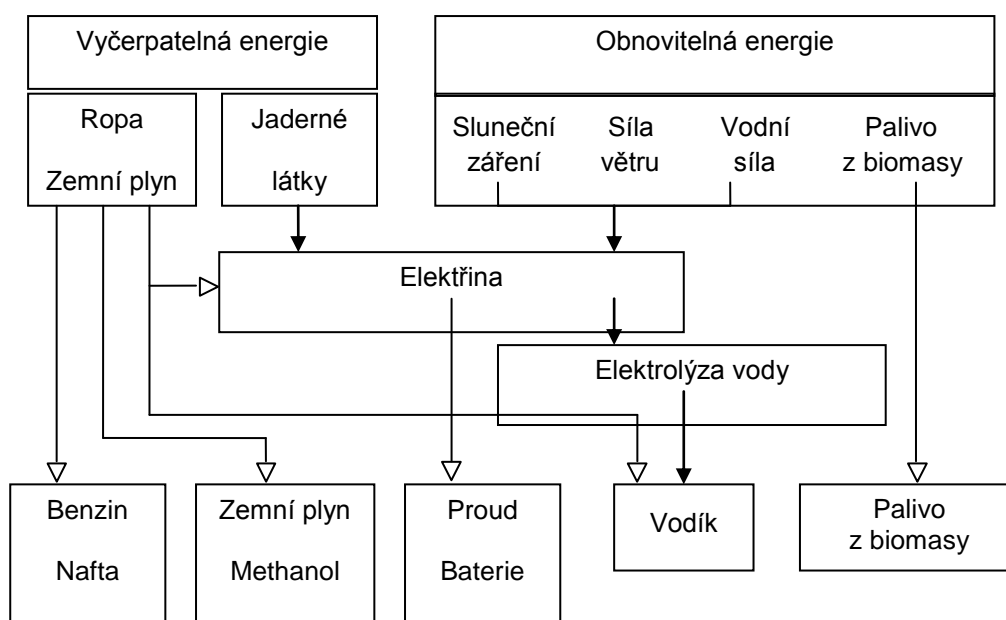 Vyčerpatelná energie
Obnovitelná energie
Ropa
Zemní plyn
Jaderné
látky
Sluneční
záření
Síla
větru
Vodní
síla
Palivo
z biomasy
Elektřina
Elektrolýza vody
Benzin
Nafta
Zemní plyn
Methanol
Proud
Baterie
Vodík
Palivo
z biomasy